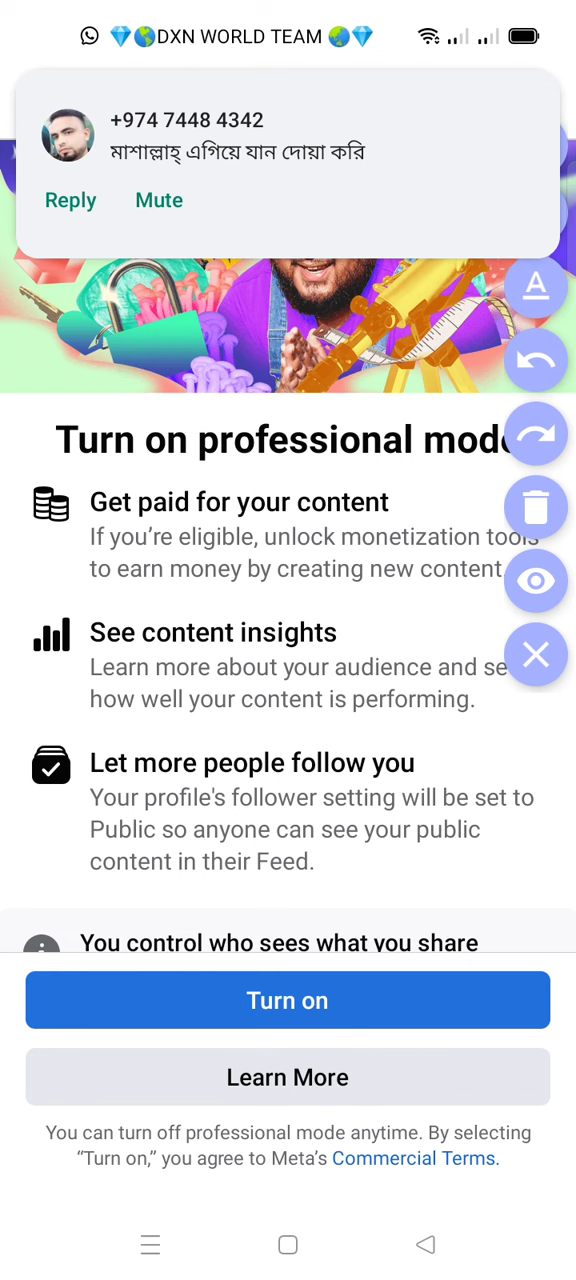 💎🌎DXN WORLD TEAM 🌏💎
+974 7448 4342
মাশাল্লাহ্ এগিয়ে যান দোয়া করি
Reply Mute
A
Turn on professional mode
Get paid for your content
If you’re eligible, unlock monetization tools
to earn money by creating new content.
See content insights
Learn more about your audience and se
how well your content is performing.
Let more people follow you
Your profile's follower setting will be set to
Public so anyone can see your public
content in their Feed.
You control who sees what you share
Turn on
Learn More
You can turn off professional mode anytime. By selecting
“Turn on,” you agree to Meta’s Commercial Terms.